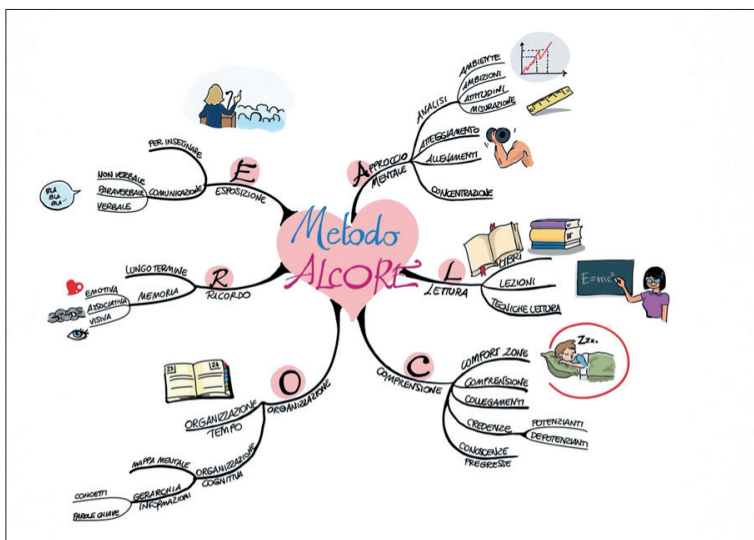 Metodo
ALCORE
A
APPROCCIO
MENTALE
ANALISI
AMBIENTE
AMBIZIONI
ATTITUDINI
MISURAZIONE
ATTEGGIAMENTO
ALLENAMENTI
CONCENTRAZIONE
L
LETTURA
LIBRI
LEZIONI
TECNICHE LETTURA
E=mc²
C
COMPRENSIONE
COMFORT ZONE
ZZZ..
COMPRENSIONE
COLLEGAMENTI
CREDENZE
POTENZIANTI
DEPOTENZIANTI
CONOSCENZE
PREGRESSE
O
ORGANIZZAZIONE
ORGANIZZAZIONE
TEMPO
23
24
ORGANIZZAZIONE
COGNITIVA
MAPPA MENTALE
GERARCHIA
INFORMAZIONI
CONCETTI
PAROLE CHIAVE
R
RICORDO
LUNGO TERMINE
MEMORIA
EMOTIVA
ASSOCIATIVA
VISIVA
E
ESPOSIZIONE
PER INSEGNARE
COMUNICAZIONE
NON VERBALE
PARAVERBALE
VERBALE
BLA
BLA
BLA